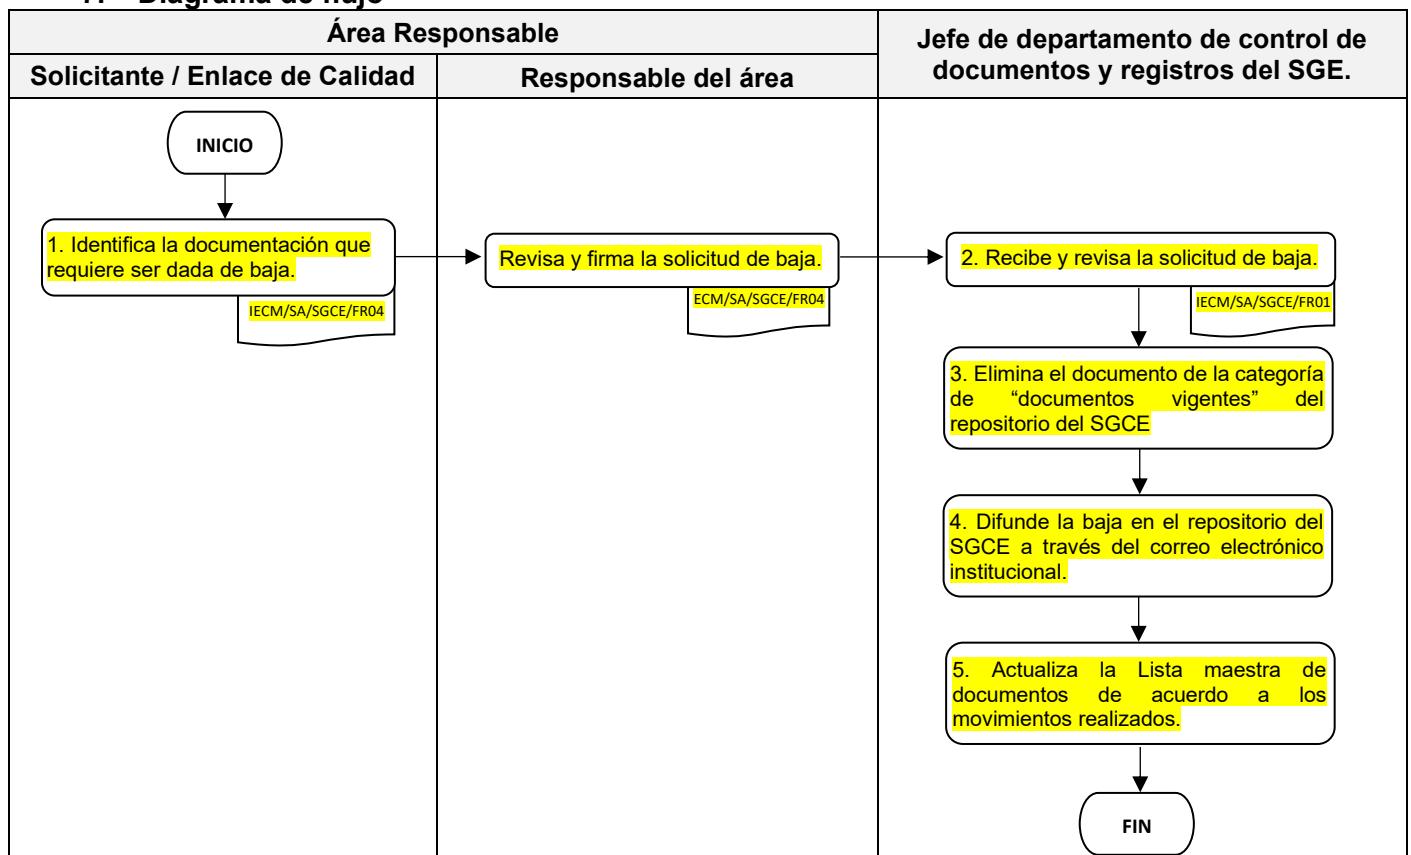 Área Responsable
Jefe de departamento de control de
documentos y registros del SGE.
Solicitante / Enlace de Calidad
Responsable del área
INICIO
1. Identifica la documentación que
requiere ser dada de baja.
IECM/SA/SGCE/FR04
Revisa y firma la solicitud de baja.
ECM/SA/SGCE/FR04
2. Recibe y revisa la solicitud de baja.
IECM/SA/SGCE/FR01
3. Elimina el documento de la categoría
de “documentos vigentes” del
repositorio del SGCE
4. Difunde la baja en el repositorio del
SGCE a través del correo electrónico
institucional.
5. Actualiza la Lista maestra de
documentos de acuerdo a los
movimientos realizados.
FIN